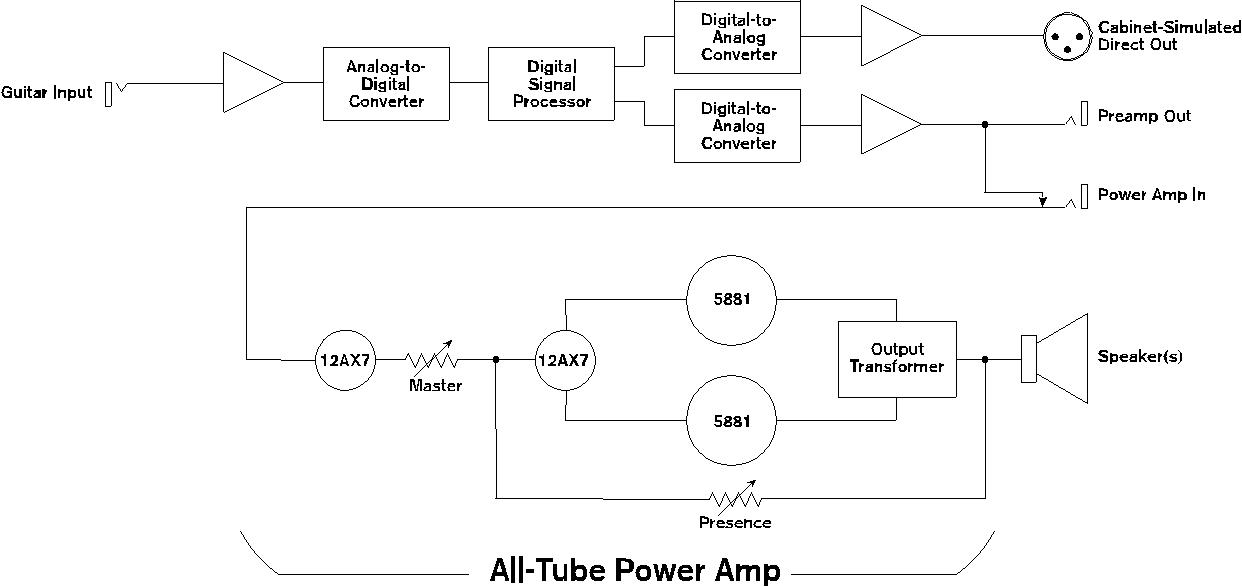 Digital-to-
Analog
Converter
Cabinet-Simulated
Direct Out
Guitar Input
Analog-to-
Digital
Converter
Digital
Signal
Processor
Digital-to-
Analog
Converter
Preamp Out
Power Amp In
12AX7
Master
12AX7
5881
5881
Output
Transformer
Speaker(s)
Presence
All-Tube Power Amp